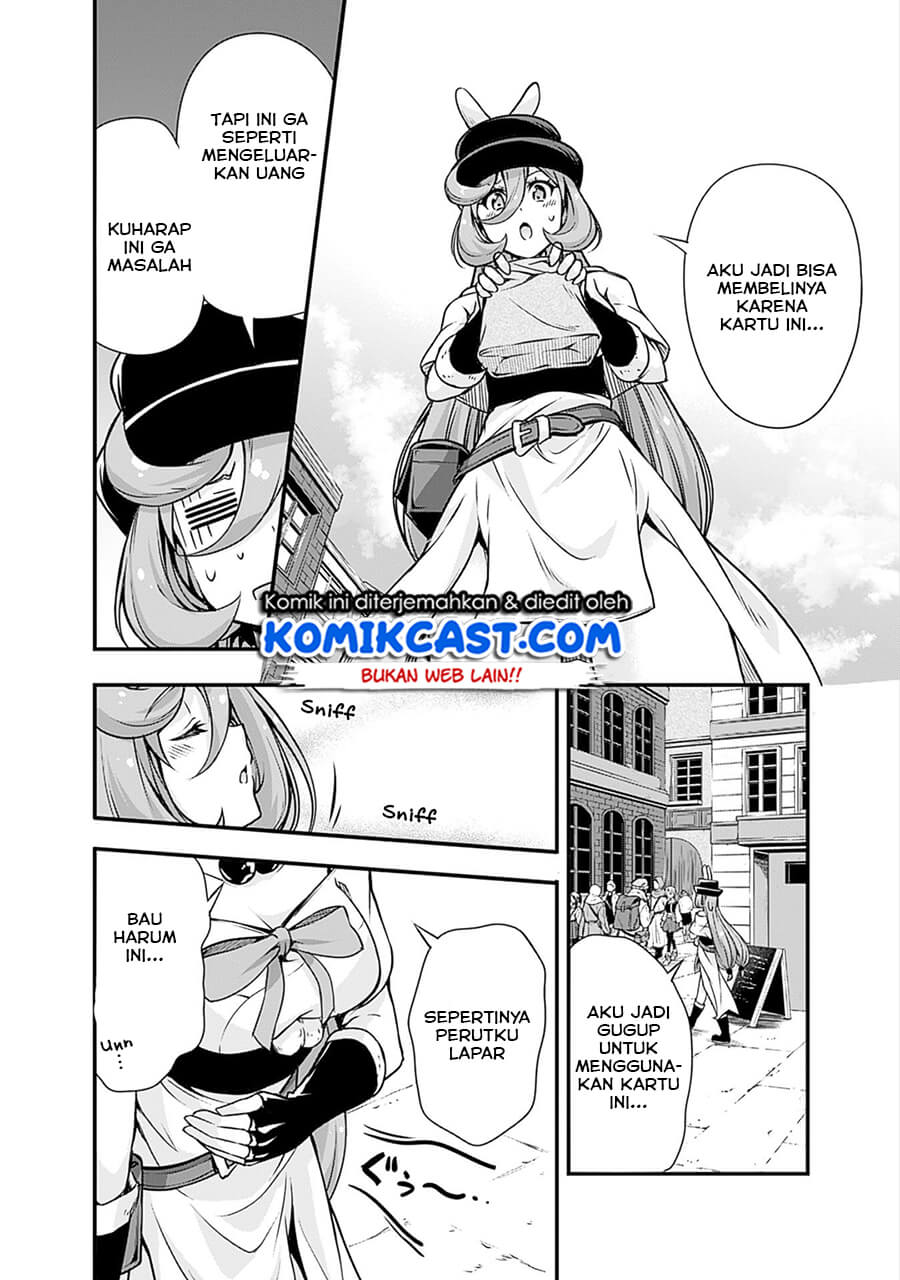 AKU JADI BISA
MEMBELINYA
KARENA
KARTU INI...
TAPI INI GA
SEPERTI
MENGELUAR-
KAN UANG
KUHARAP
INI GA
MASALAH
Komik ini diterjemahkan & diedit oleh
KOMIKCAST.COM
BUKAN WEB LAIN!!
AKU JADI
GUGUP
UNTUK
MENGGUNA-
KAN KARTU
INI...
Sniff
Sniff
SEPERTINYA
PERUTKU
LAPAR
ぐぅ～…
BAU
HARUM
INI...
Unn
...